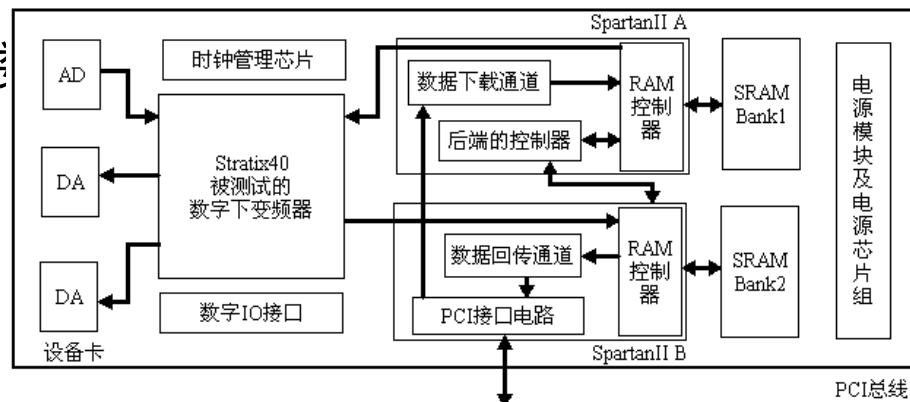 SpartanII A
AD
时钟管理芯片
数据下载通道
RAM
控制
器
SRAM
Bank1
后端的控制器
Stratix40
被测试的
数字下变频器
DA
电源模块及电源芯片组
数据回传通道
RAM
控制
器
SRAM
Bank2
DA
数字IO接口
PCI接口电路
设备卡
SpartanII B
PCI总线